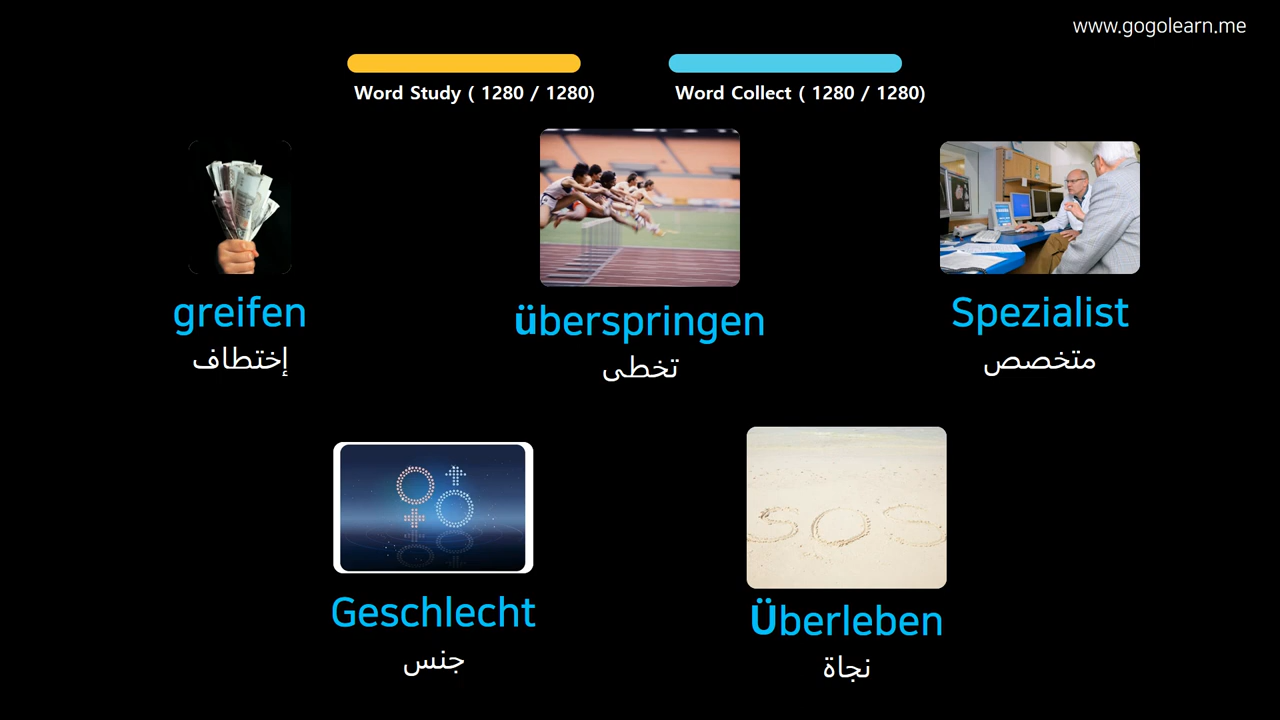 www.gogolearn.me
Word Study ( 1280 / 1280)
Word Collect ( 1280 / 1280)
greifen
إختطاف
überspringen
تخطى
Spezialist
متخصص
Geschlecht
جنس
SOS
Überleben
نجاة